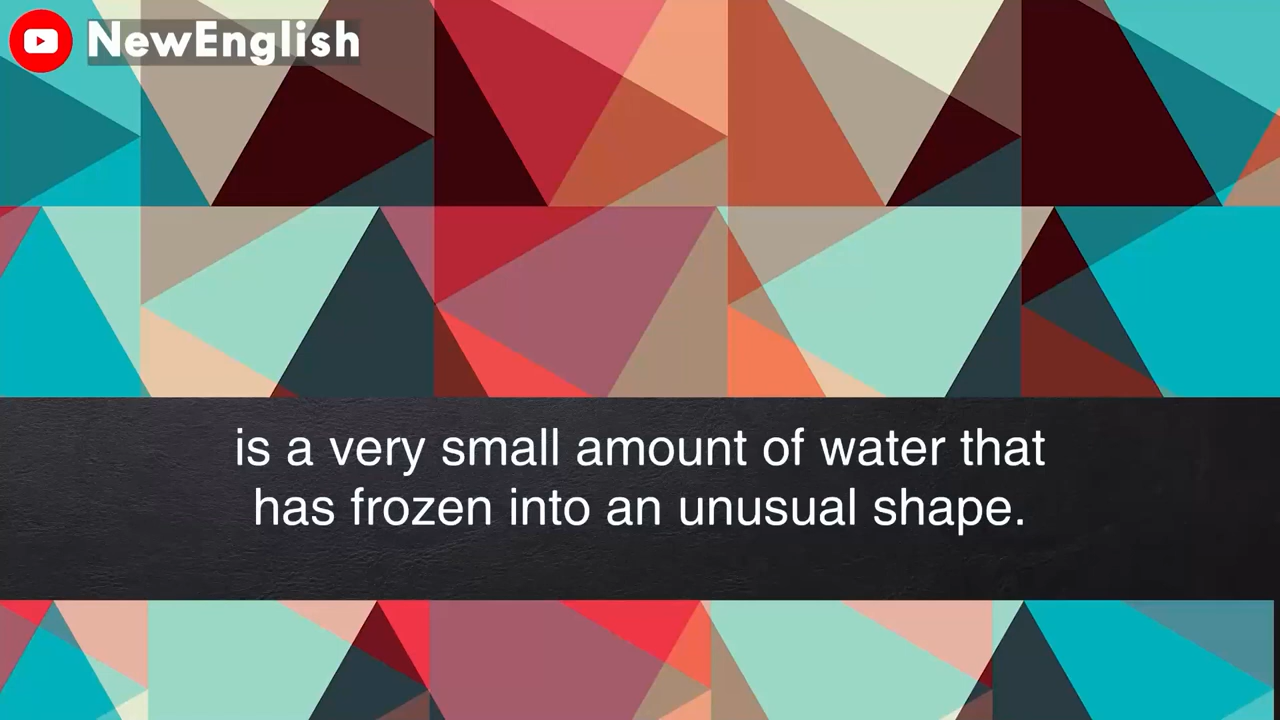 NewEnglish
is a very small amount of water that
has frozen into an unusual shape.